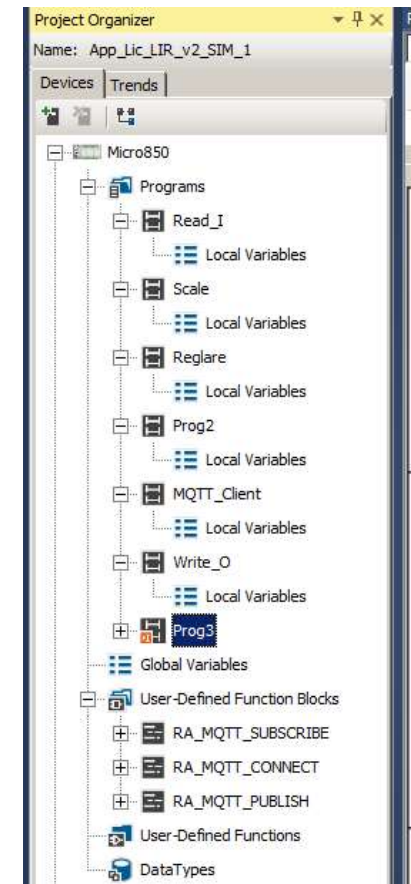 Project Organizer
Name: App_Lic_LIR_v2_SIM_1
Devices Trends
Micro850
Programs
Read_I
Local Variables
Scale
Local Variables
Reglare
Local Variables
Prog2
Local Variables
MQTT_Client
Local Variables
Write_O
Local Variables
Prog3
Global Variables
User-Defined Function Blocks
RA_MQTT_SUBSCRIBE
RA_MQTT_CONNECT
RA_MQTT_PUBLISH
User-Defined Functions
DataTypes